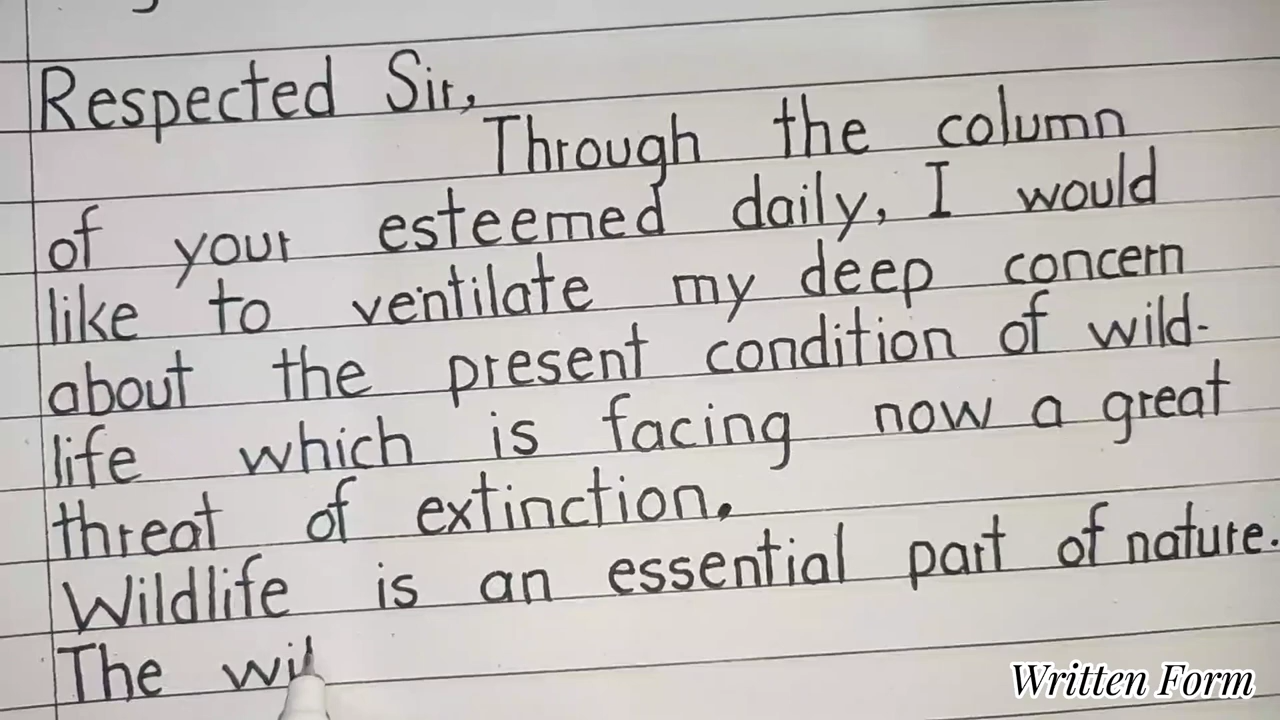 Respected Sir,
Through the column
of your esteemed daily, I would
like to ventilate my deep concern
about the present condition of wild-
life which is facing now a great
threat of extinction.
Wildlife is an essential part of nature.
The wil
Written Form